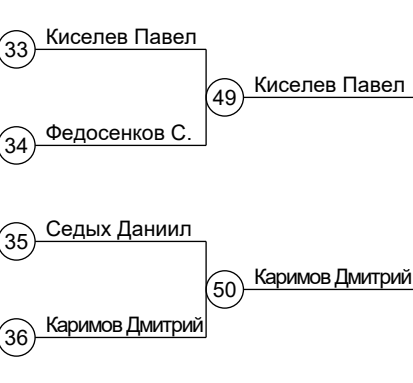 33 Киселев Павел
49 Киселев Павел
34 Федосенков С.
35 Седых Даниил
50 Каримов Дмитрий
36 Каримов Дмитрий